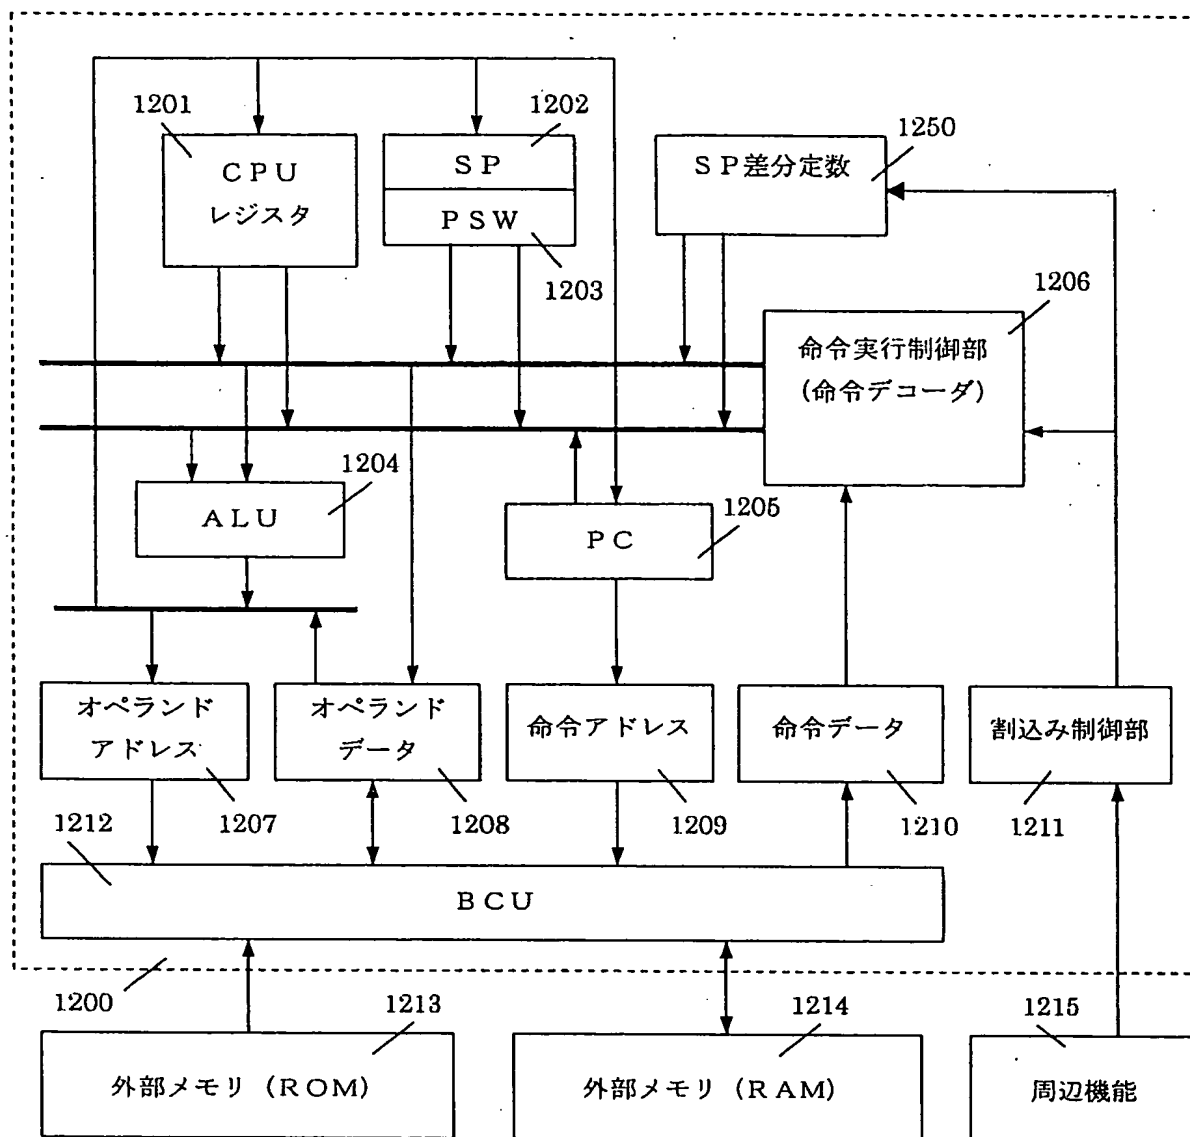 1201
1202
1250
CPU
レジスタ
SP
PSW
SP差分定数
1203
1206
命令実行制御部
(命令デコーダ)
1204
ALU
1205
PC
オペランド
アドレス
オペランド
データ
命令アドレス
命令データ
割込み制御部
1212
1207
1208
1209
1210
1211
BCU
1200
1213
1214
1215
外部メモリ(ROM)
外部メモリ(RAM)
周辺機能